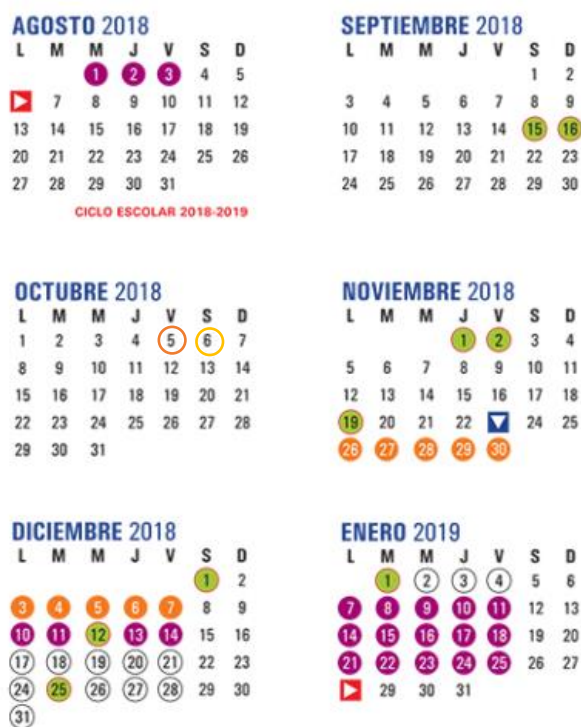 AGOSTO 2018
L M M J V S D
1 2 3 4 5
7 8 9 10 11 12
13 14 15 16 17 18 19
20 21 22 23 24 25 26
27 28 29 30 31
CICLO ESCOLAR 2018-2019
SEPTIEMBRE 2018
L M M J V S D
1 2
3 4 5 6 7 8 9
10 11 12 13 14 15 16
17 18 19 20 21 22 23
24 25 26 27 28 29 30
OCTUBRE 2018
L M M J V S D
1 2 3 4 5 6 7
8 9 10 11 12 13 14
15 16 17 18 19 20 21
22 23 24 25 26 27 28
29 30 31
NOVIEMBRE 2018
L M M J V S D
1 2 3 4
5 6 7 8 9 10 11
12 13 14 15 16 17 18
19 20 21 22 24 25
26 27 28 29 30
DICIEMBRE 2018
L M M J V S D
1 2
3 4 5 6 7 8 9
10 11 12 13 14 15 16
17 18 19 20 21 22 23
24 25 26 27 28 29 30
31
ENERO 2019
L M M J V S D
1 2 3 4 5 6
7 8 9 10 11 12 13
14 15 16 17 18 19 20
21 22 23 24 25 26 27
29 30 31